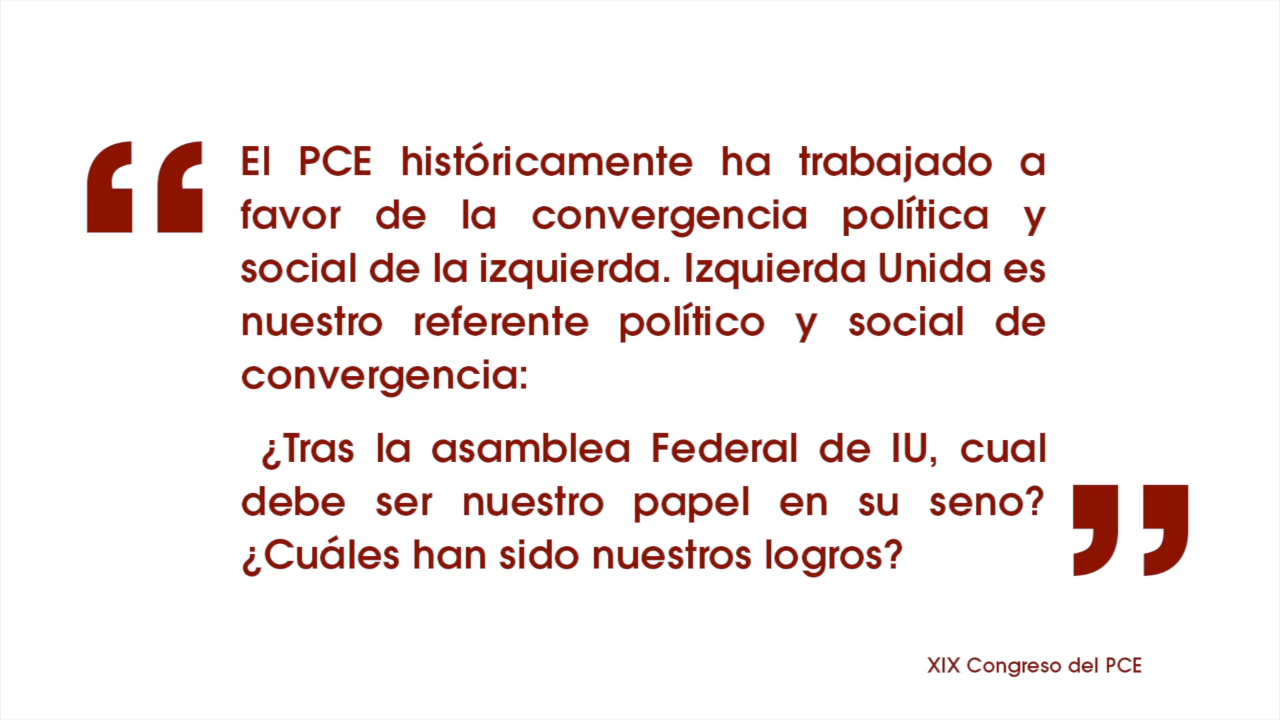 “El PCE históricamente ha trabajado a
favor de la convergencia política y
social de la izquierda. Izquierda Unida es
nuestro referente político y social de
convergencia:
¿Tras la asamblea Federal de IU, cual
debe ser nuestro papel en su seno?
¿Cuáles han sido nuestros logros?”
XIX Congreso del PCE